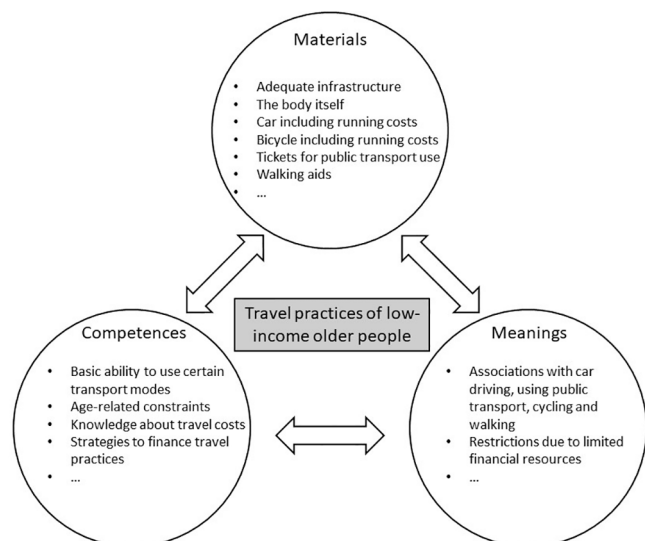 Materials
• Adequate infrastructure
• The body itself
• Car including running costs
• Bicycle including running costs
• Tickets for public transport use
• Walking aids
• ...
Travel practices of low-
income older people
Competences
• Basic ability to use certain
transport modes
• Age-related constraints
• Knowledge about travel costs
• Strategies to finance travel
practices
• ...
Meanings
• Associations with car
driving, using public
transport, cycling and
walking
• Restrictions due to limited
financial resources
• ...